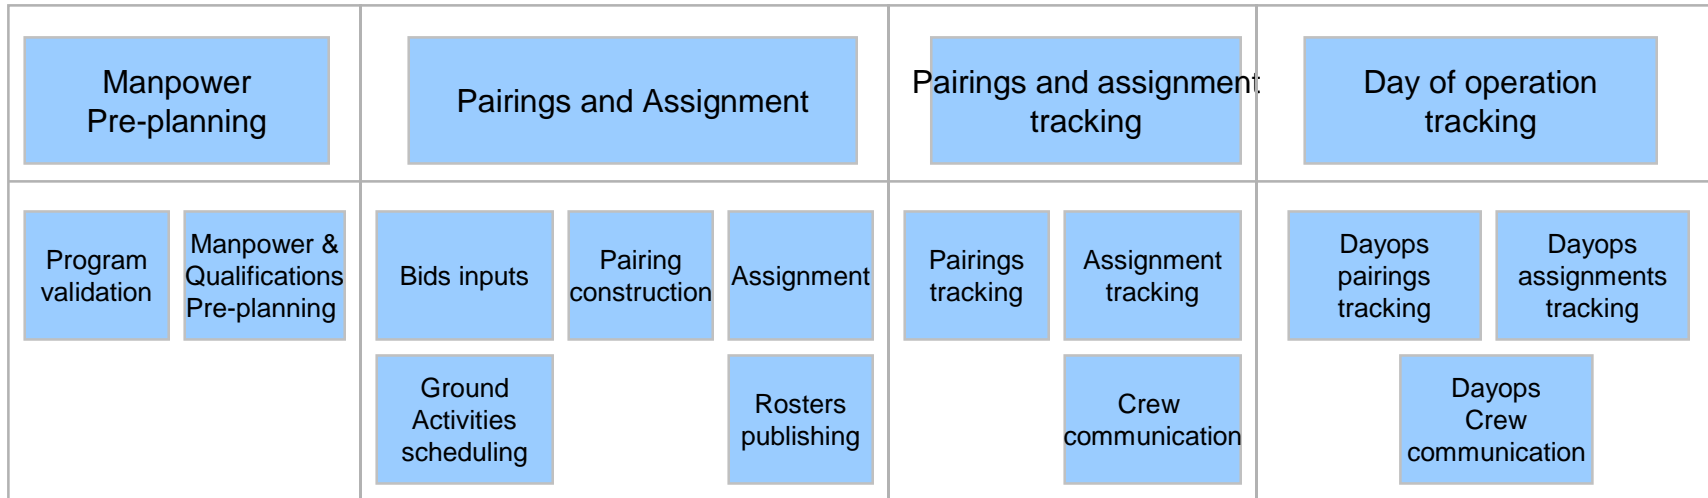 Manpower
Pre-planning
Pairings and Assignment
Pairings and assignment
tracking
Day of operation
tracking
Program
validation
Manpower &
Qualifications
Pre-planning
Bids inputs
Pairing
construction
Assignment
Pairings
tracking
Assignment
tracking
Dayops
pairings
tracking
Dayops
assignments
tracking
Ground
Activities
scheduling
Rosters
publishing
Crew
communication
Dayops
Crew
communication